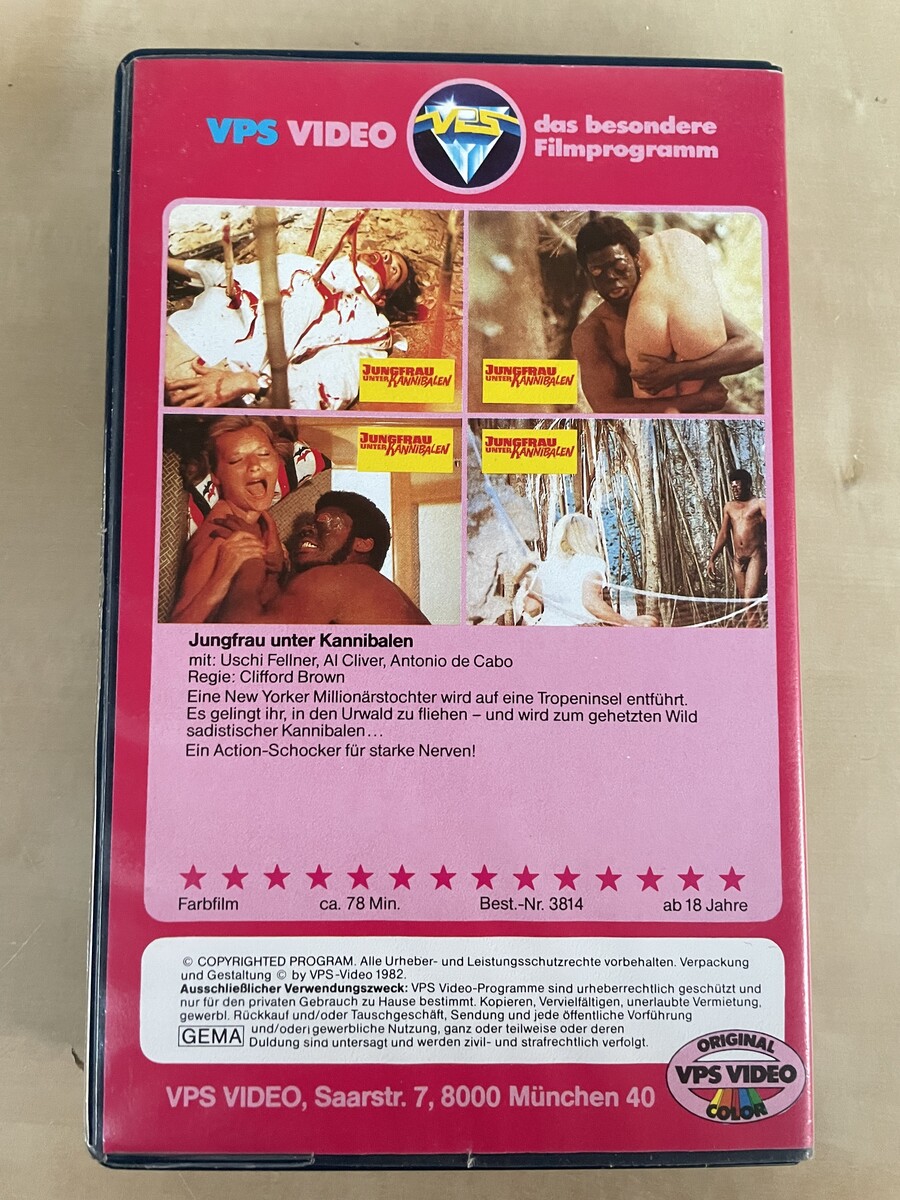 VPS VIDEO
VPS
das besondere
Filmprogramm
JUNGFRAU
UNTER KANNIBALEN
JUNGFRAU
UNTER KANNIBALEN
JUNGFRAU
UNTER KANNIBALEN
JUNGFRAU
UNTER KANNIBALEN
Jungfrau unter Kannibalen
mit: Uschi Fellner, Al Cliver, Antonio de Cabo
Regie: Clifford Brown
Eine New Yorker Millionärstochter wird auf eine Tropeninsel entführt.
Es gelingt ihr, in den Urwald zu fliehen – und wird zum gehetzten Wild
sadistischer Kannibalen...
Ein Action-Schocker für starke Nerven!
Farbfilm ca. 78 Min. Best.-Nr. 3814 ab 18 Jahre
© COPYRIGHTED PROGRAM. Alle Urheber- und Leistungsschutzrechte vorbehalten. Verpackung
und Gestaltung © by VPS-Video 1982.
Ausschließlicher Verwendungszweck: VPS Video-Programme sind urheberrechtlich geschützt und
nur für den privaten Gebrauch zu Hause bestimmt. Kopieren, Vervielfältigen, unerlaubte Vermietung,
gewerbl. Rückkauf und/oder Tauschgeschäft, Sendung und jede öffentliche Vorführung
GEMA und/oder gewerbliche Nutzung, ganz oder teilweise oder deren
Duldung sind untersagt und werden zivil- und strafrechtlich verfolgt.
ORIGINAL
VPS VIDEO
COLOR
VPS VIDEO, Saarstr. 7, 8000 München 40